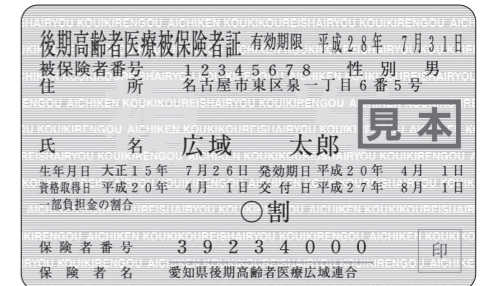 後期高齢者医療被保険者証 有効期限 平成28年 7月31日
被保険者番号 12345678 性別 男
住所 名古屋市東区泉一丁目6番5号
見本
氏名 広域 太郎
生年月日 大正15年 7月26日 発効期日 平成20年 4月 1日
資格取得日 平成20年 4月 1日 交付日 平成27年 8月 1日
一部負担金の割合
〇割
保険者番号 39234000
印
保険者名 愛知県後期高齢者医療広域連合